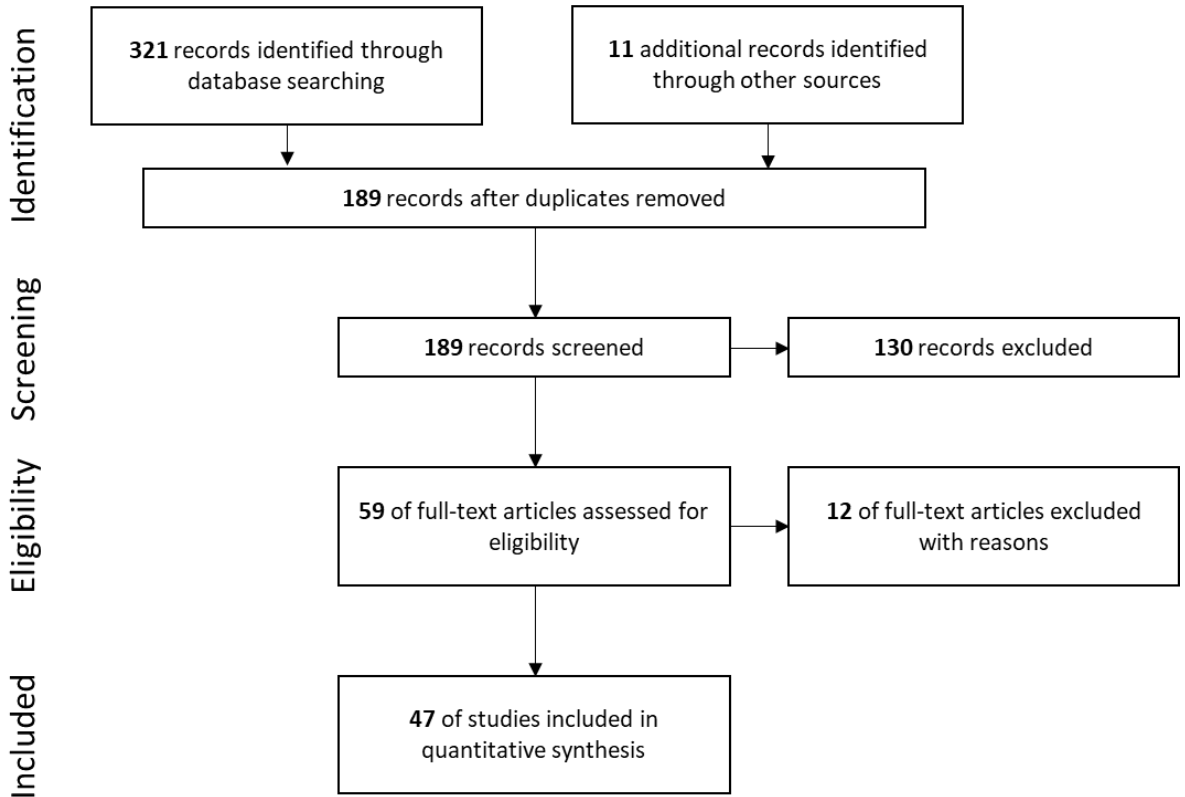 Identification
321 records identified through
database searching
11 additional records identified
through other sources
189 records after duplicates removed
Screening
189 records screened
130 records excluded
Eligibility
59 of full-text articles assessed for
eligibility
12 of full-text articles excluded
with reasons
Included
47 of studies included in
quantitative synthesis